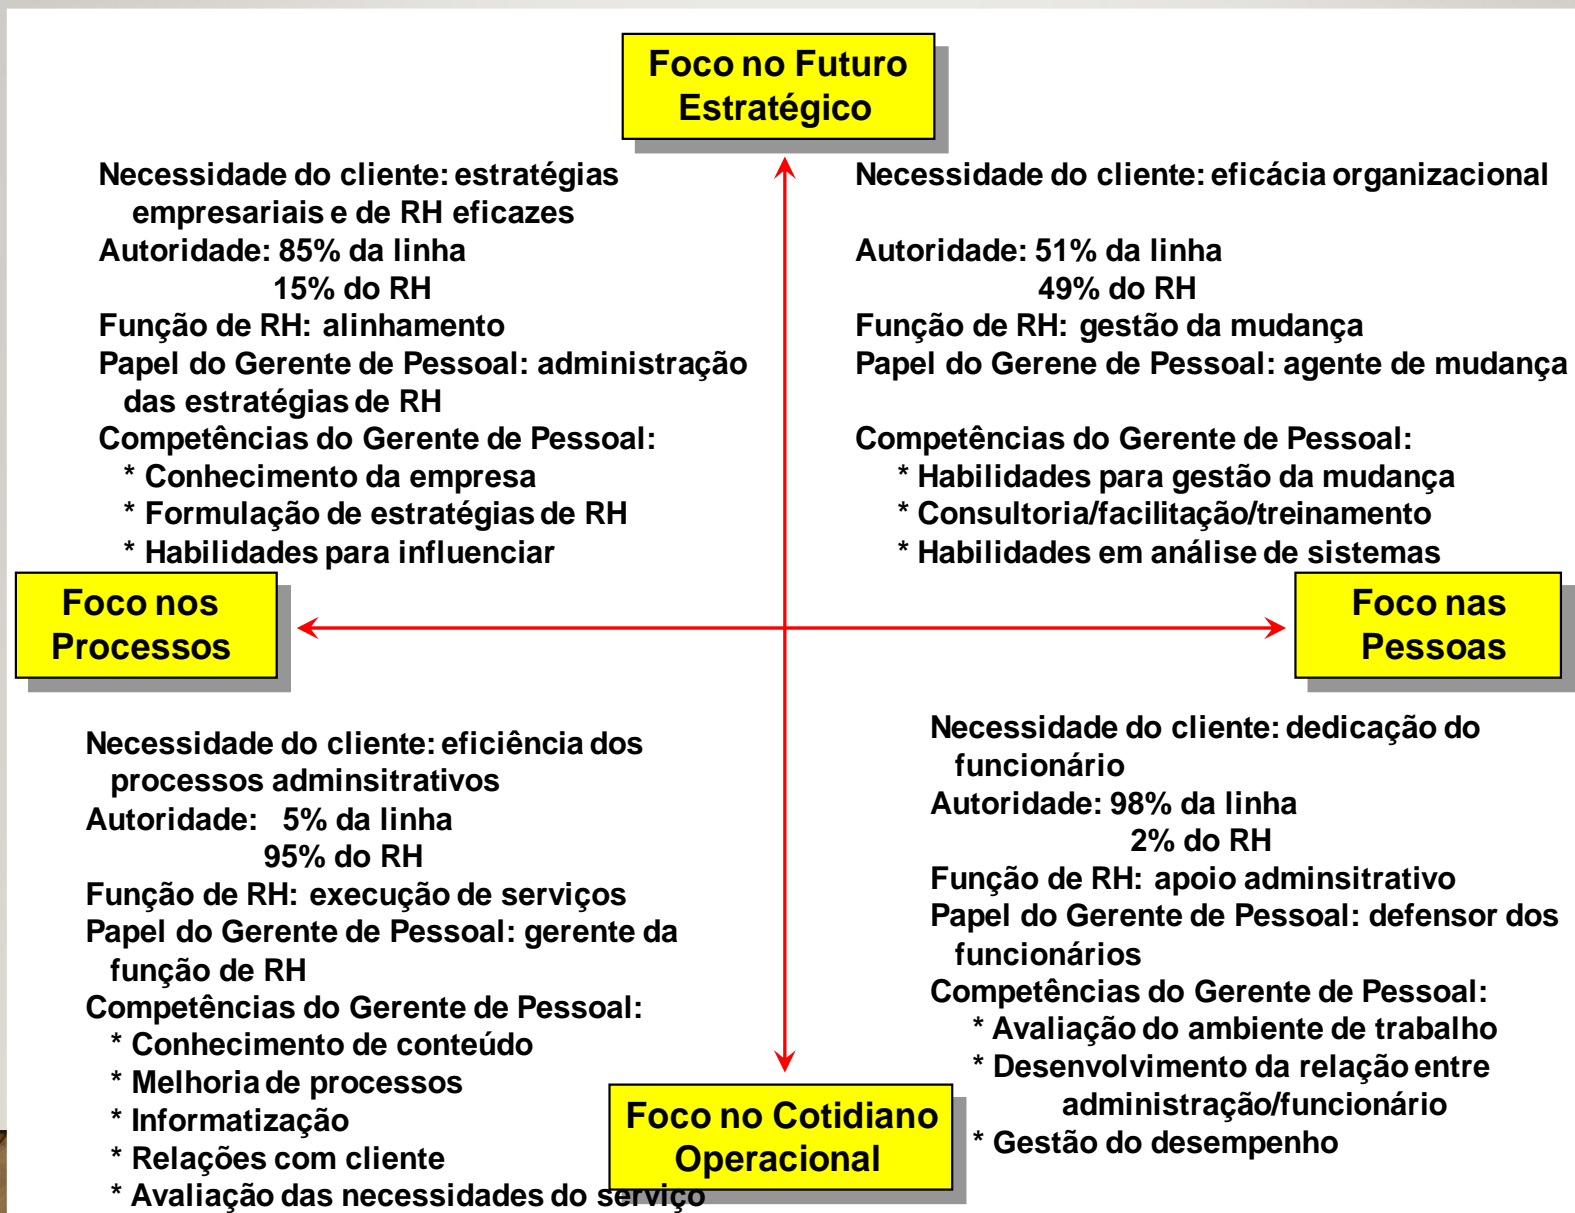 Foco no Futuro
Estratégico
Necessidade do cliente: estratégias
empresariais e de RH eficazes
Autoridade: 85% da linha
15% do RH
Função de RH: alinhamento
Papel do Gerente de Pessoal: administração
das estratégias de RH
Competências do Gerente de Pessoal:
* Conhecimento da empresa
* Formulação de estratégias de RH
* Habilidades para influenciar
Necessidade do cliente: eficácia organizacional
Autoridade: 51% da linha
49% do RH
Função de RH: gestão da mudança
Papel do Gerene de Pessoal: agente de mudança
Competências do Gerente de Pessoal:
* Habilidades para gestão da mudança
* Consultoria/facilitação/treinamento
* Habilidades em análise de sistemas
Foco nos
Processos
Foco nas
Pessoas
Necessidade do cliente: eficiência dos
processos adminsitrativos
Autoridade: 5% da linha
95% do RH
Função de RH: execução de serviços
Papel do Gerente de Pessoal: gerente da
função de RH
Competências do Gerente de Pessoal:
* Conhecimento de conteúdo
* Melhoria de processos
* Informatização
* Relações com cliente
* Avaliação das necessidades do serviço
Necessidade do cliente: dedicação do
funcionário
Autoridade: 98% da linha
2% do RH
Função de RH: apoio adminsitrativo
Papel do Gerente de Pessoal: defensor dos
funcionários
Competências do Gerente de Pessoal:
* Avaliação do ambiente de trabalho
* Desenvolvimento da relação entre
administração/funcionário
* Gestão do desempenho
Foco no Cotidiano
Operacional